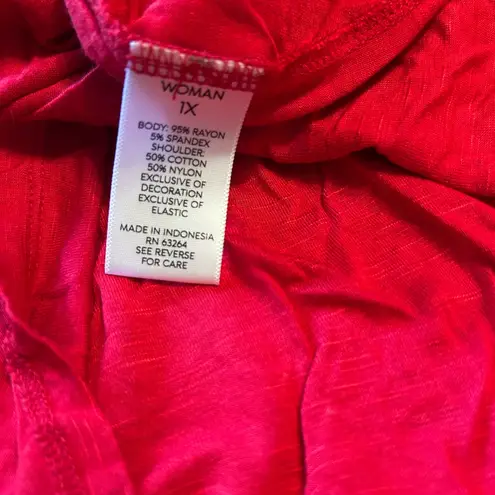 WOMAN
1X
BODY: 95% RAYON
5% SPANDEX
SHOULDER:
50% COTTON
50% NYLON
EXCLUSIVE OF
DECORATION
EXCLUSIVE OF
ELASTIC
MADE IN INDONESIA
RN 63264
SEE REVERSE
FOR CARE